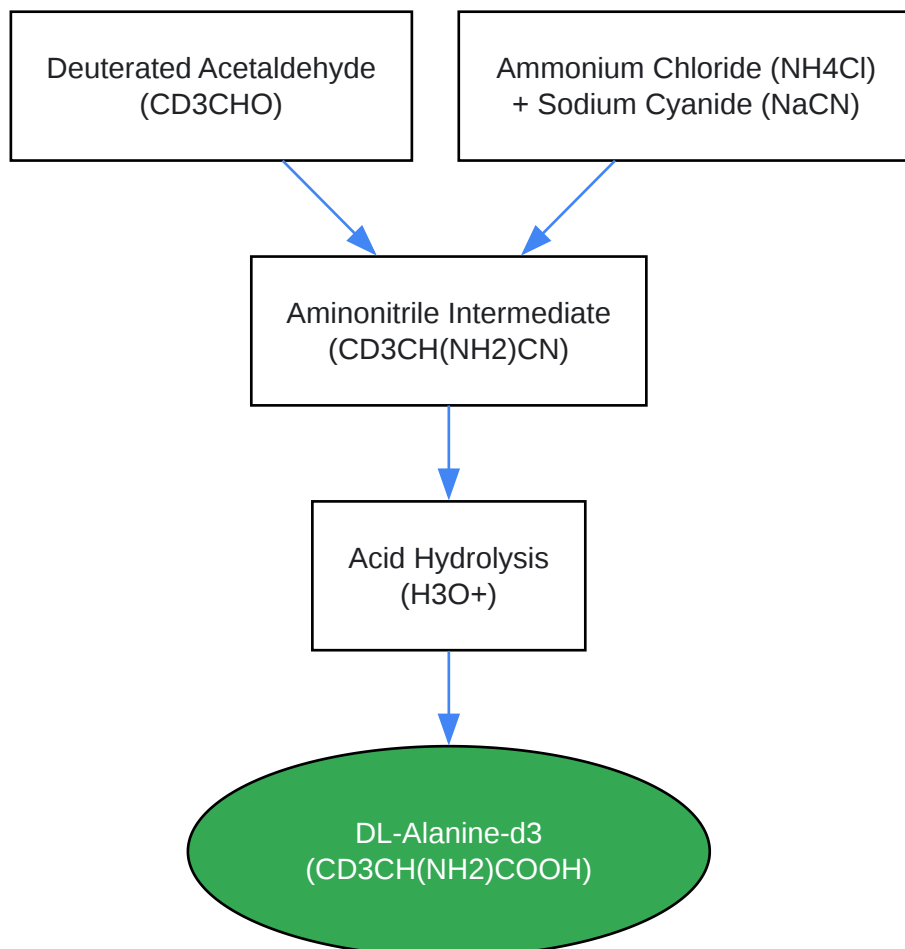 Deuterated Acetaldehyde
(CD3CHO)
Ammonium Chloride (NH4Cl)
+ Sodium Cyanide (NaCN)
Aminonitrile Intermediate
(CD3CH(NH2)CN)
Acid Hydrolysis
(H3O+)
DL-Alanine-d3
(CD3CH(NH2)COOH)